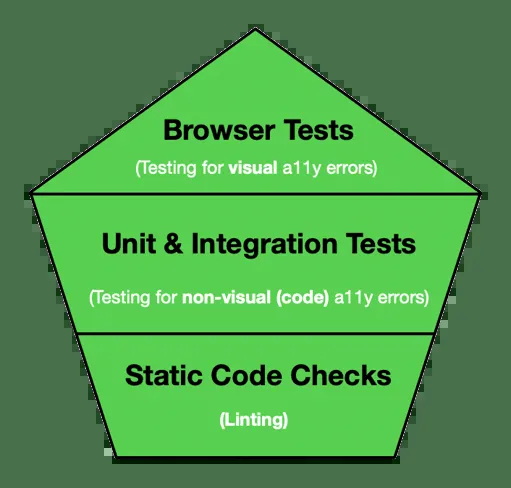 Browser Tests
(Testing for visual a11y errors)
Unit & Integration Tests
(Testing for non-visual (code) a11y errors)
Static Code Checks
(Linting)